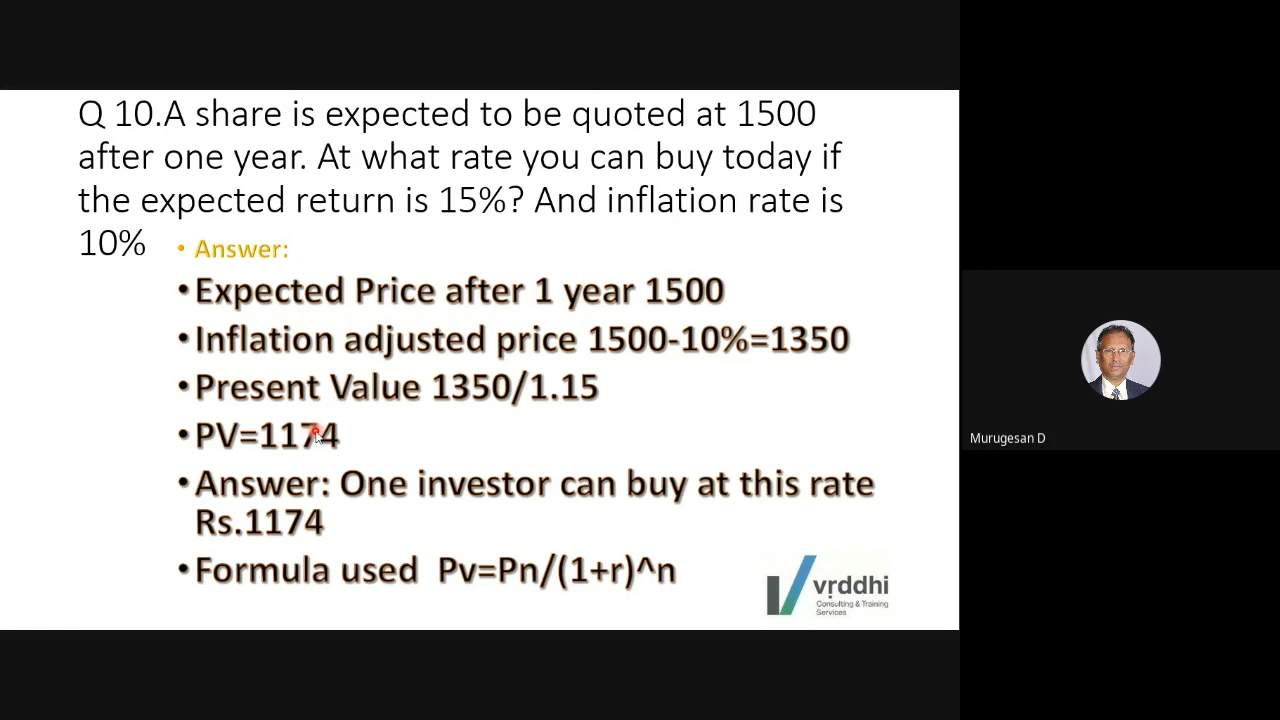 Q 10.A share is expected to be quoted at 1500
after one year. At what rate you can buy today if
the expected return is 15%? And inflation rate is
10%
• Answer:
•Expected Price after 1 year 1500
•Inflation adjusted price 1500-10%=1350
•Present Value 1350/1.15
•PV=1174
•Answer: One investor can buy at this rate
Rs.1174
•Formula used Pv=Pn/(1+r)^n
vṛddhi
Consulting & Training
Services
Murugesan D